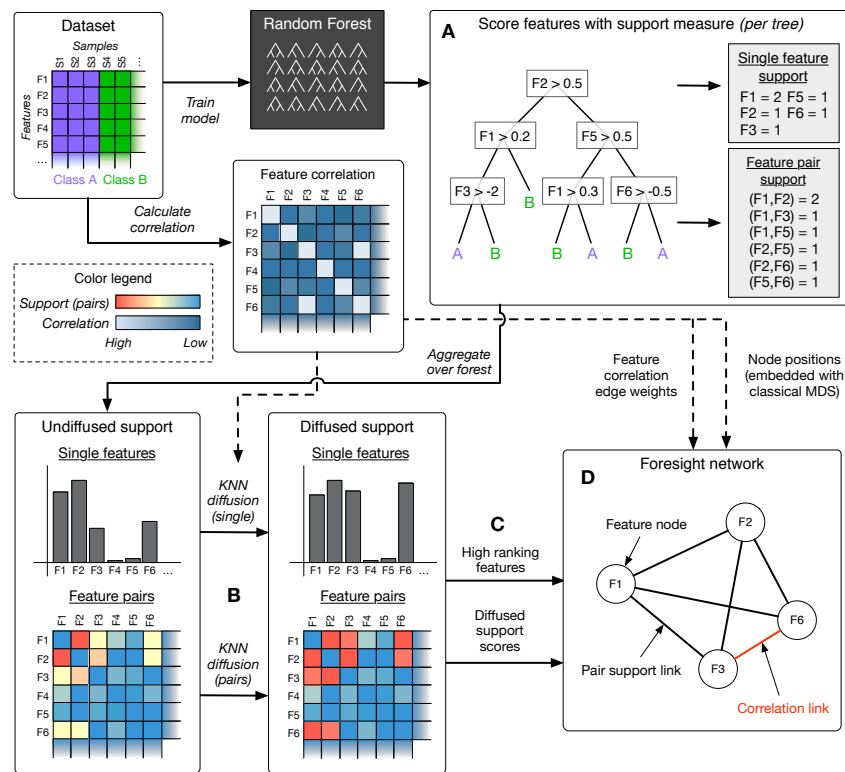 Dataset
Samples
S1 S2 S3 S4 S5 ...
Features
F1
F2
F3
F4
F5
...
Class A Class B
Train
model
Random Forest
A
Score features with support measure (per tree)
F2 > 0.5
F1 > 0.2
F5 > 0.5
F3 > -2
F1 > 0.3
F6 > -0.5
B
A
B
B
A
B
A
Single feature
support
F1 = 2 F5 = 1
F2 = 1 F6 = 1
F3 = 1
Feature pair
support
(F1,F2) = 2
(F1,F3) = 1
(F1,F5) = 1
(F2,F5) = 1
(F2,F6) = 1
(F5,F6) = 1
Calculate
correlation
Feature correlation
F1 F2 F3 F4 F5 F6
F1
F2
F3
F4
F5
F6
Color legend
Support (pairs)
Correlation
High Low
Aggregate
over forest
Feature
correlation
edge weights
Node positions
(embedded with
classical MDS)
Undiffused support
Single features
F1 F2 F3 F4 F5 F6 ...
Feature pairs
F1 F2 F3 F4 F5 F6
F1
F2
F3
F4
F5
F6
KNN
diffusion
(single)
B
KNN
diffusion
(pairs)
Diffused support
Single features
F1 F2 F3 F4 F5 F6 ...
Feature pairs
F1 F2 F3 F4 F5 F6
F1
F2
F3
F4
F5
F6
C
High ranking
features
Diffused
support
scores
D
Foresight network
Feature node
F2
F1
F6
F3
Pair support link
Correlation link